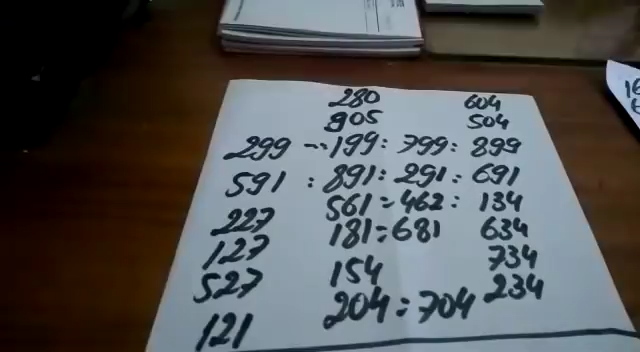 280 604
905 504
299 -- 199: 799: 899
591 : 891: 291: 691
561 = 462: 134
227 181:681 634
127 734
527 154 234
204: 704
121